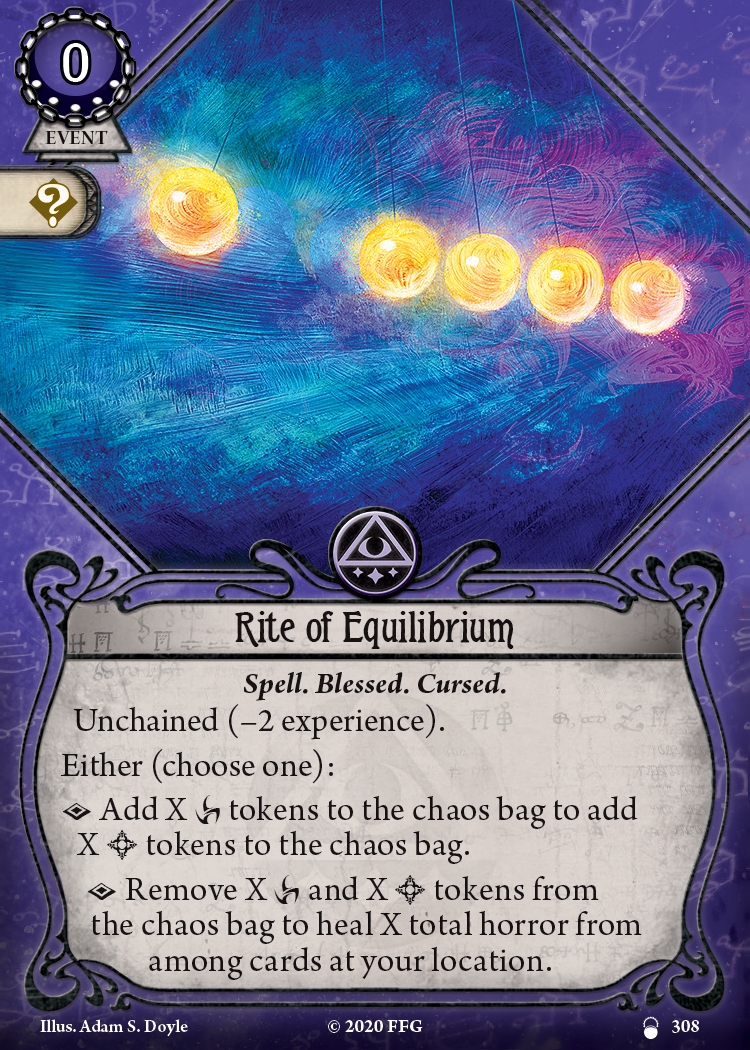 0
EVENT
?
Rite of Equilibrium
Spell. Blessed. Cursed.
Unchained (–2 experience).
Either (choose one):
Add X tokens to the chaos bag to add
X tokens to the chaos bag.
Remove X and X tokens from
the chaos bag to heal X total horror from
among cards at your location.
Illus. Adam S. Doyle © 2020 FFG 308